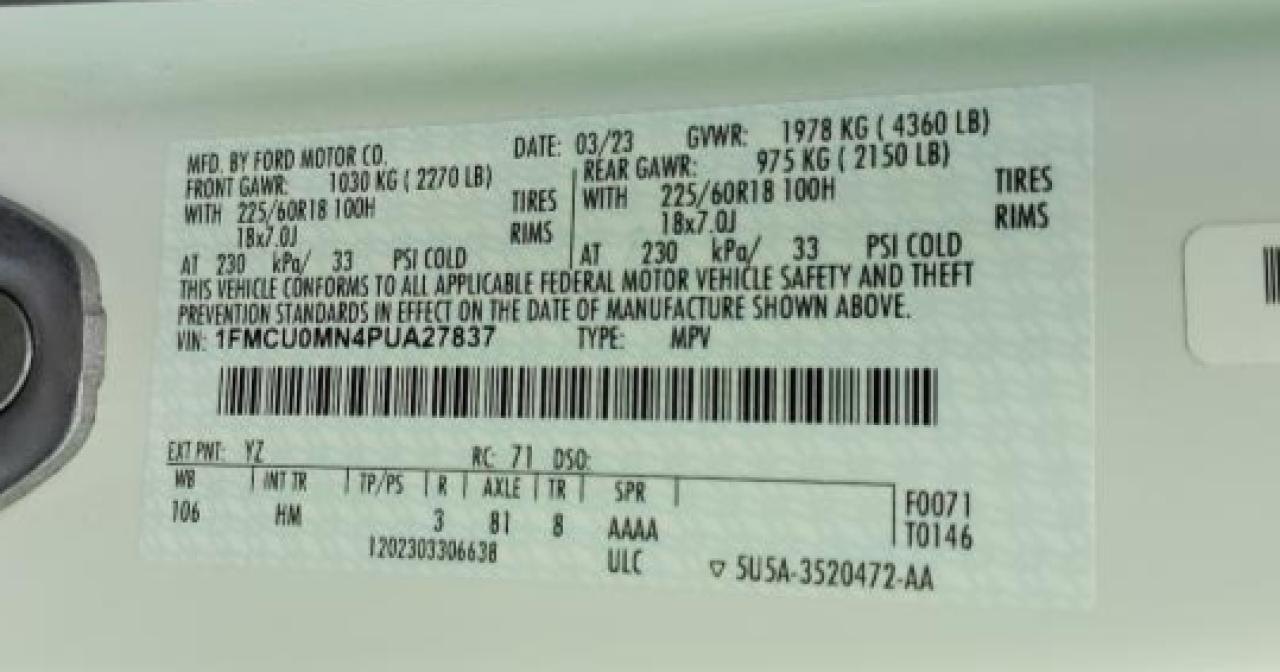 MFD. BY FORD MOTOR CO. DATE: 03/23 GVWR: 1978 KG ( 4360 LB)
FRONT GAWR: 1030 KG ( 2270 LB) REAR GAWR: 975 KG ( 2150 LB)
WITH 225/60R18 100H TIRES WITH 225/60R18 100H TIRES
18x7.0J RIMS 18x7.0J RIMS
AT 230 kPa/ 33 PSI COLD AT 230 kPa/ 33 PSI COLD
THIS VEHICLE CONFORMS TO ALL APPLICABLE FEDERAL MOTOR VEHICLE SAFETY AND THEFT
PREVENTION STANDARDS IN EFFECT ON THE DATE OF MANUFACTURE SHOWN ABOVE.
VIN: 1FMCU0MN4PUA27837 TYPE: MPV
EXT PNT: YZ RC: 71 DSO:
WB INT TR TP/PS R AXLE TR SPR F0071
106 HM 3 81 8 AAAA T0146
1202303306638 ULC ▽ 5U5A-3520472-AA